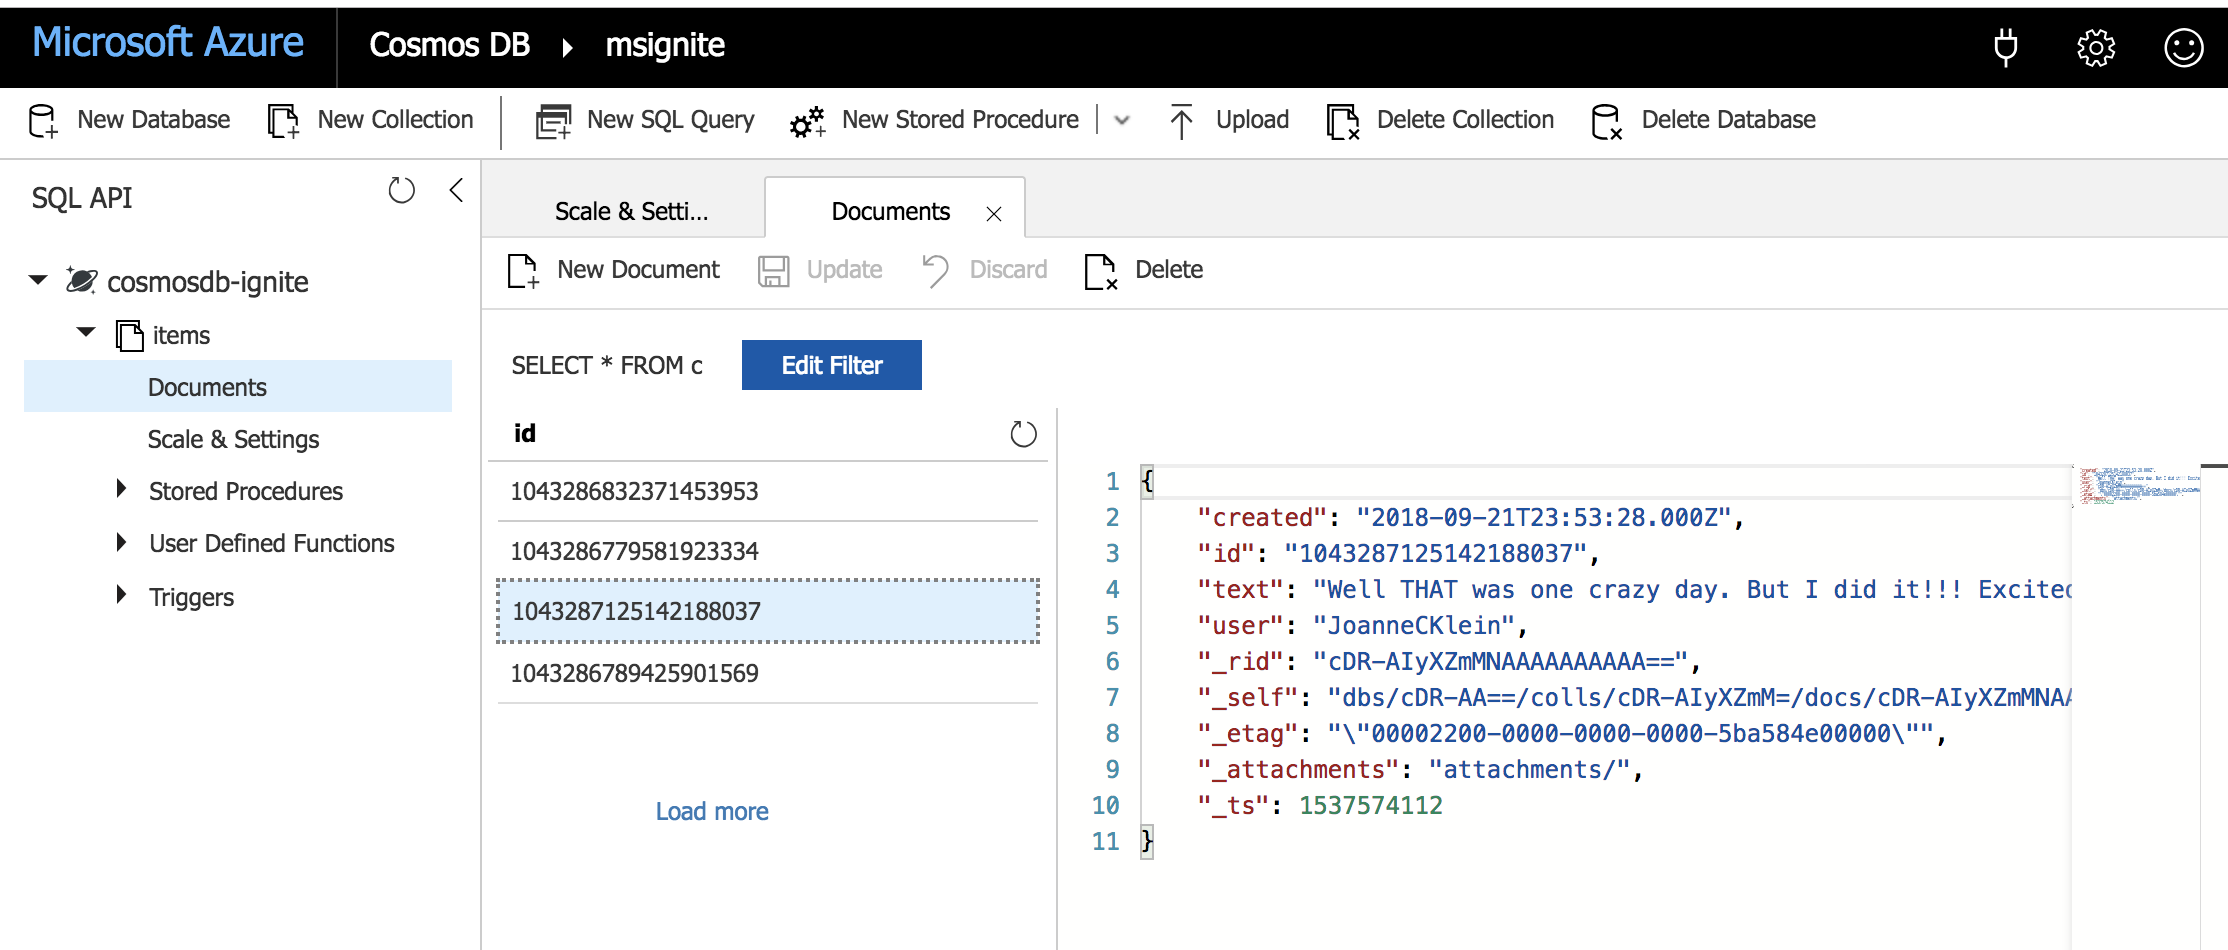 Microsoft Azure Cosmos DB msignite
New Database New Collection New SQL Query New Stored Procedure Upload Delete Collection Delete Database
SQL API
cosmosdb-ignite
items
Documents
Scale & Settings
Stored Procedures
User Defined Functions
Triggers
Scale & Setti... Documents
New Document Update Discard Delete
SELECT * FROM c Edit Filter
id
1043286832371453953
1043286779581923334
1043287125142188037
1043286789425901569
Load more
1 {
2 "created": "2018-09-21T23:53:28.000Z",
3 "id": "1043287125142188037",
4 "text": "Well THAT was one crazy day. But I did it!!! Excited
5 "user": "JoanneCKlein",
6 "_rid": "cDR-AIyXZmMNAAAAAAAAAA==",
7 "_self": "dbs/cDR-AA==/colls/cDR-AIyXZmM=/docs/cDR-AIyXZmMNAA
8 "_etag": "\"00002200-0000-0000-0000-5ba584e00000\"",
9 "_attachments": "attachments/",
10 "_ts": 1537574112
11 }